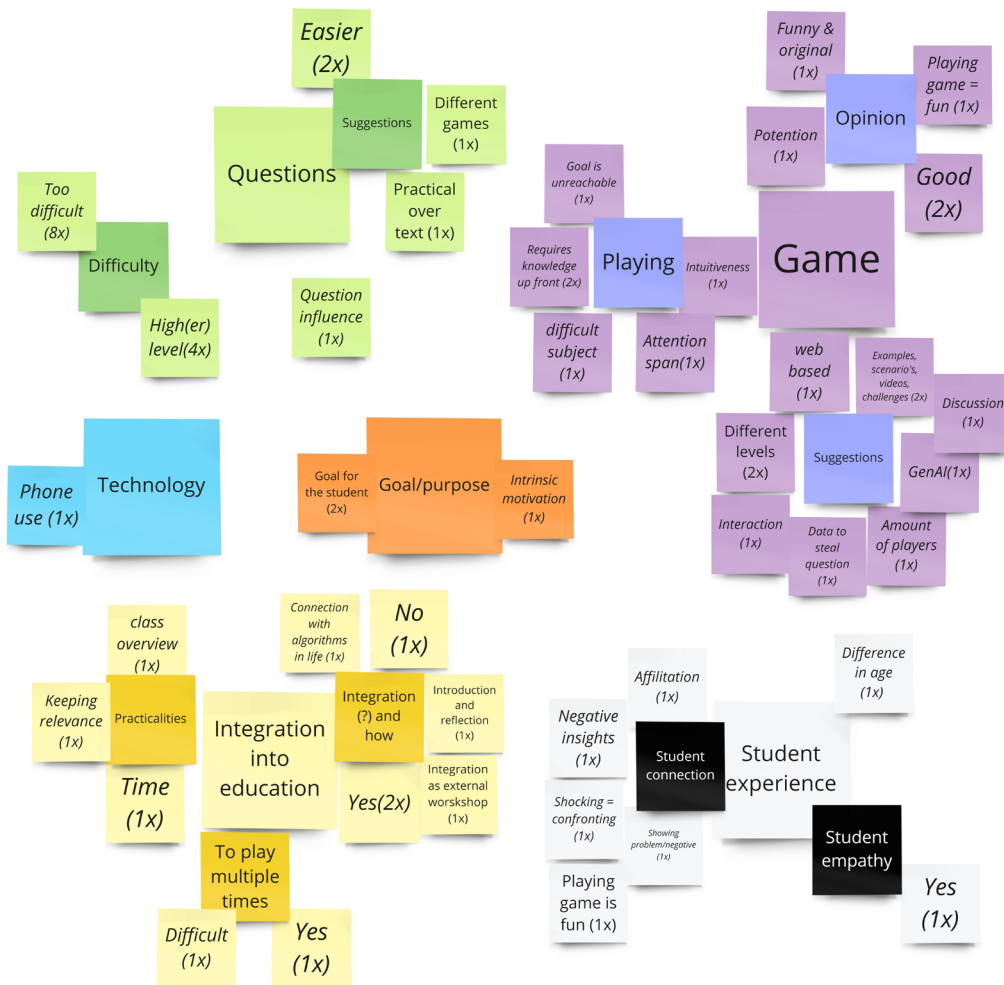 Easier
(2x)
Suggestions
Different
games
(1x)
Questions
Practical
over
text (1x)
Too
difficult
(8x)
Difficulty
High(er)
level(4x)
Question
influence
(1x)
Funny &
original
(1x)
Playing
game =
fun (1x)
Opinion
Potention
(1x)
Good
(2x)
Game
Goal is
unreachable
(1x)
Requires
knowledge
up front (2x)
Playing
Intuitiveness
(1x)
difficult
subject
(1x)
Attention
span(1x)
web
based
(1x)
Examples,
scenario's,
videos,
challenges (2x)
Discussion
(1x)
Different
levels
(2x)
Suggestions
GenAI(1x)
Interaction
(1x)
Data to
steal
question
(1x)
Amount
of players
(1x)
Phone
use (1x)
Technology
Goal for
the student
(2x)
Goal/purpose
Intrinsic
motivation
(1x)
class
overview
(1x)
Keeping
relevance
(1x)
Practicalities
Time
(1x)
Integration
into
education
Connection
with
algorithms
in life (1x)
No
(1x)
Integration
(?) and
how
Introduction
and
reflection
(1x)
Yes(2x)
Integration
as external
worskshop
(1x)
To play
multiple
times
Difficult
(1x)
Yes
(1x)
Affilitation
(1x)
Difference
in age
(1x)
Negative
insights
(1x)
Student
connection
Student
experience
Shocking =
confronting
(1x)
Showing
problem/negative
(1x)
Playing
game is
fun (1x)
Student
empathy
Yes
(1x)